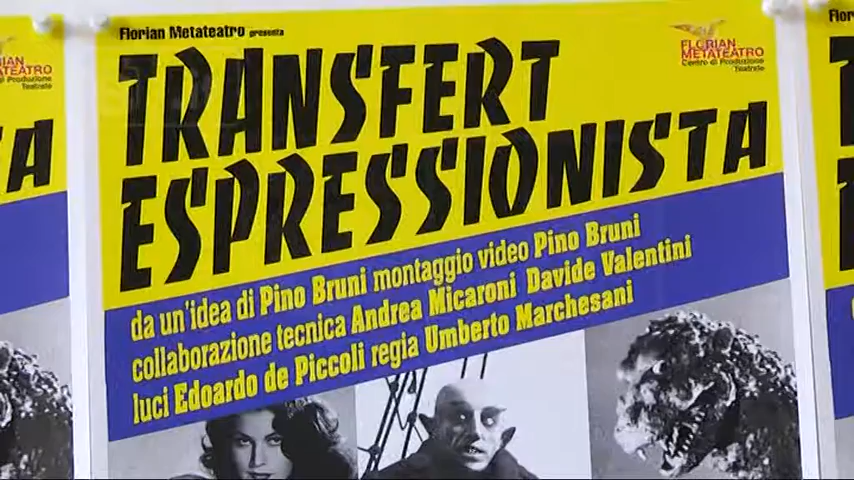 Florian Metateatro presenta
FLORIAN
METATEATRO
Centro di Produzione
Teatrale
TRANSFERT
ESPRESSIONISTA
da un'idea di Pino Bruni montaggio video Pino Bruni
collaborazione tecnica Andrea Micaroni Davide Valentini
luci Edoardo de Piccoli regia Umberto Marchesani